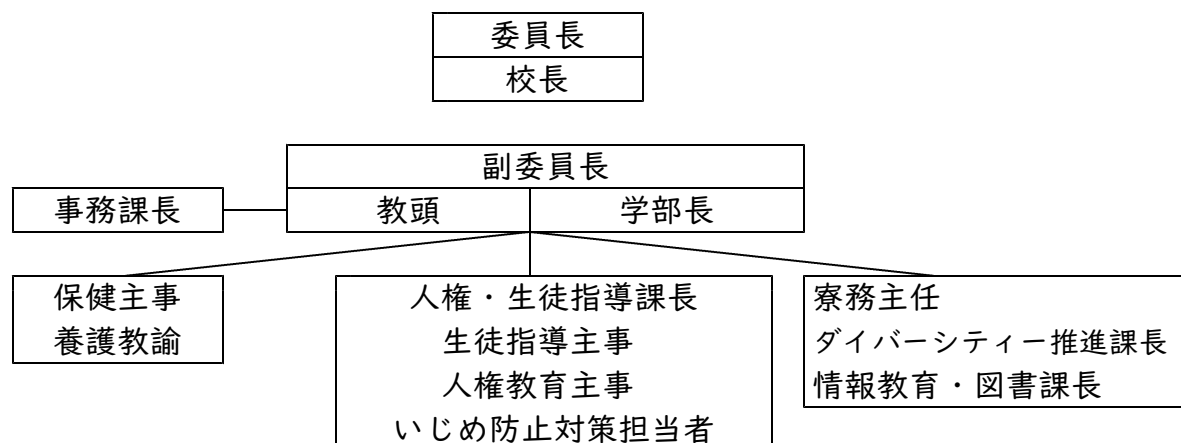 委員長
校長
副委員長
事務課長
教頭
学部長
保健主事
養護教諭
人権・生徒指導課長
生徒指導主事
人権教育主事
いじめ防止対策担当者
寮務主任
ダイバーシティー推進課長
情報教育・図書課長